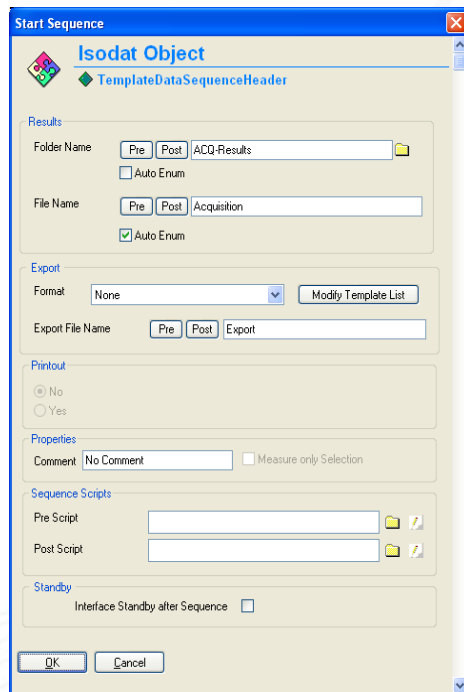 Start Sequence
Isodat Object
TemplateDataSequenceHeader
Results
Folder Name Pre Post ACQ-Results
Auto Enum
File Name Pre Post Acquisition
Auto Enum
Export
Format None Modify Template List
Export File Name Pre Post Export
Printout
No
Yes
Properties
Comment No Comment Measure only Selection
Sequence Scripts
Pre Script
Post Script
Standby
Interface Standby after Sequence
OK Cancel